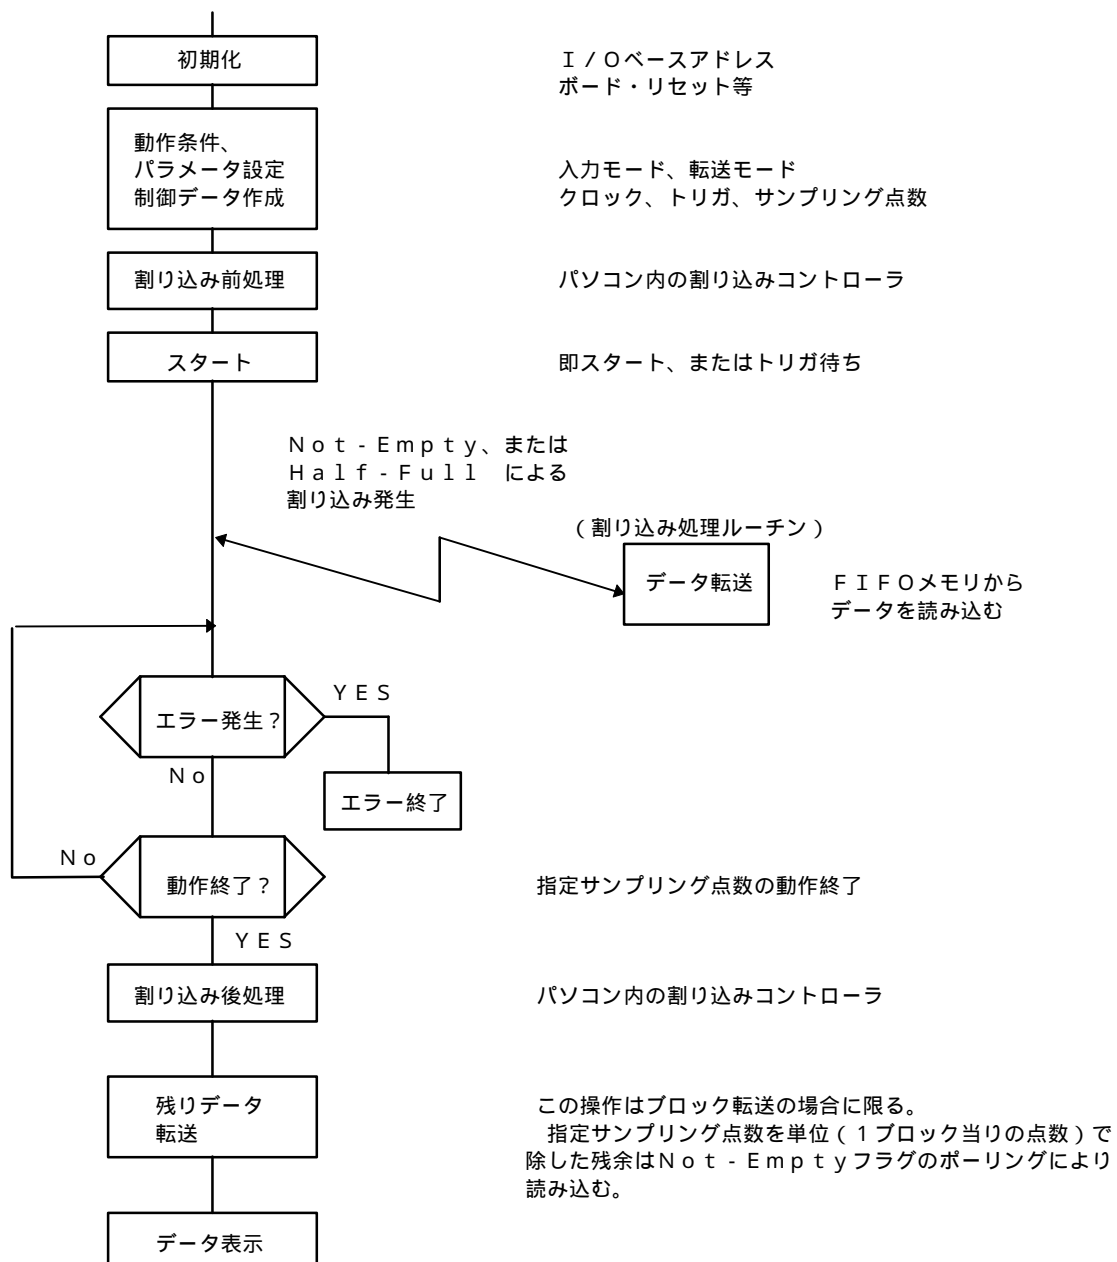 初期化
Ｉ/Ｏベースアドレス
ボード・リセット等
動作条件、
パラメータ設定
制御データ作成
入力モード、転送モード
クロック、トリガ、サンプリング点数
割り込み前処理
パソコン内の割り込みコントローラ
スタート
即スタート、またはトリガ待ち
Ｎｏｔ-Ｅｍｐｔｙ、または
Ｈａｌｆ-Ｆｕｌｌ による
割り込み発生
(割り込み処理ルーチン)
データ転送
ＦＩＦＯメモリから
データを読み込む
ＹＥＳ
エラー発生？
Ｎｏ
エラー終了
Ｎｏ
動作終了？
指定サンプリング点数の動作終了
ＹＥＳ
割り込み後処理
パソコン内の割り込みコントローラ
残りデータ
転送
この操作はブロック転送の場合に限る。
指定サンプリング点数を単位(１ブロック当りの点数)で
除した残余はＮｏｔ-Ｅｍｐｔｙフラグのポーリングにより
読み込む。
データ表示